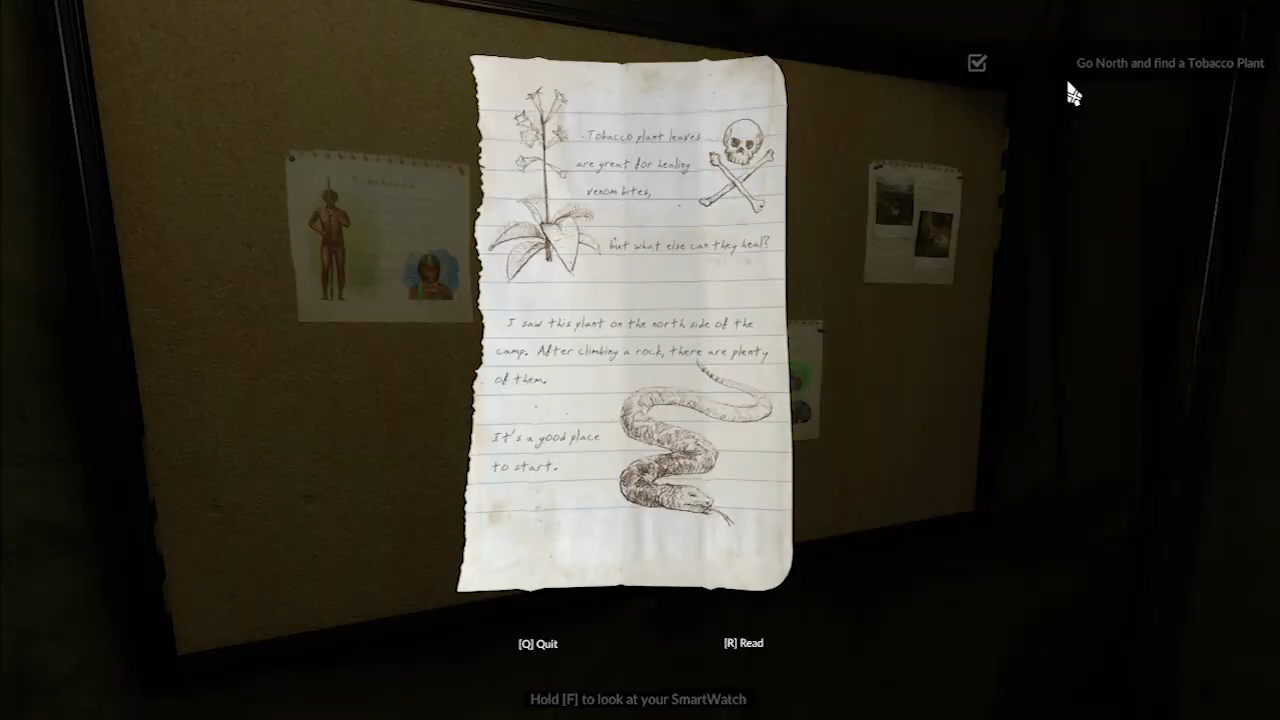 Go North and find a Tobacco Plant
Tobacco plant leaves
are great for healing
venom bites,
but what else can they heal?
I saw this plant on the north side of the
camp. After climbing a rock, there are plenty
of them.
It's a good place
to start.
[Q] Quit
[R] Read
Hold [F] to look at your SmartWatch